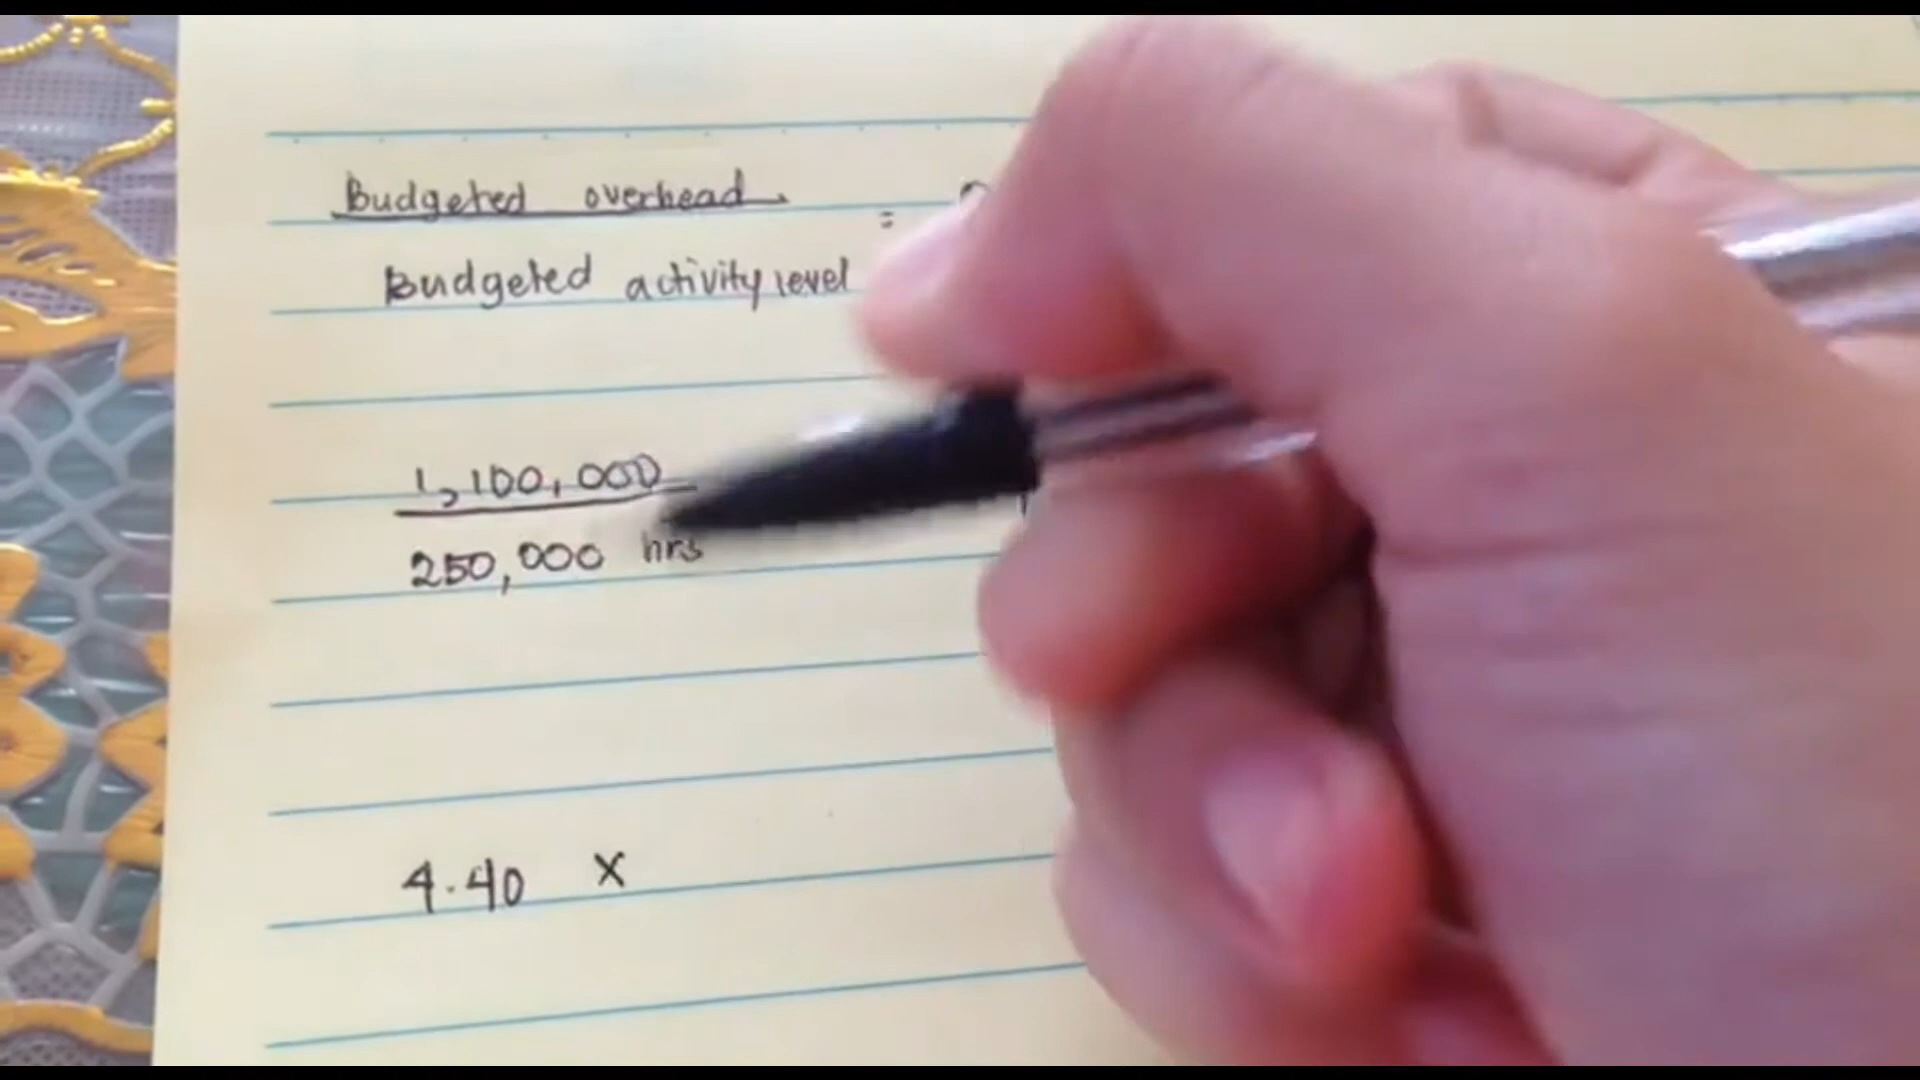 Budgeted overhead =
Budgeted activity level
1,100,000
250,000 hrs
4.40 x